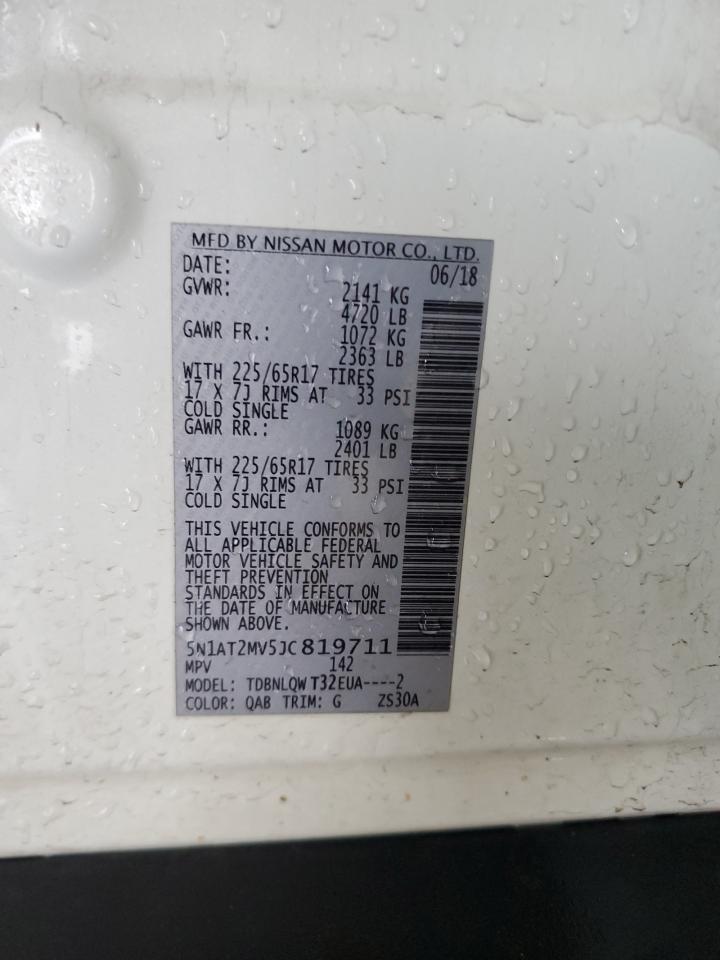 MFD BY NISSAN MOTOR CO., LTD.
DATE: 06/18
GVWR: 2141 KG
4720 LB
GAWR FR.: 1072 KG
2363 LB
WITH 225/65R17 TIRES
17 X 7J RIMS AT 33 PSI
COLD SINGLE
GAWR RR.: 1089 KG
2401 LB
WITH 225/65R17 TIRES
17 X 7J RIMS AT 33 PSI
COLD SINGLE
THIS VEHICLE CONFORMS TO
ALL APPLICABLE FEDERAL
MOTOR VEHICLE SAFETY AND
THEFT PREVENTION
STANDARDS IN EFFECT ON
THE DATE OF MANUFACTURE
SHOWN ABOVE.
5N1AT2MV5JC819711
MPV 142
MODEL: TDBNLQWT32EUA----2
COLOR: QAB TRIM: G ZS30A